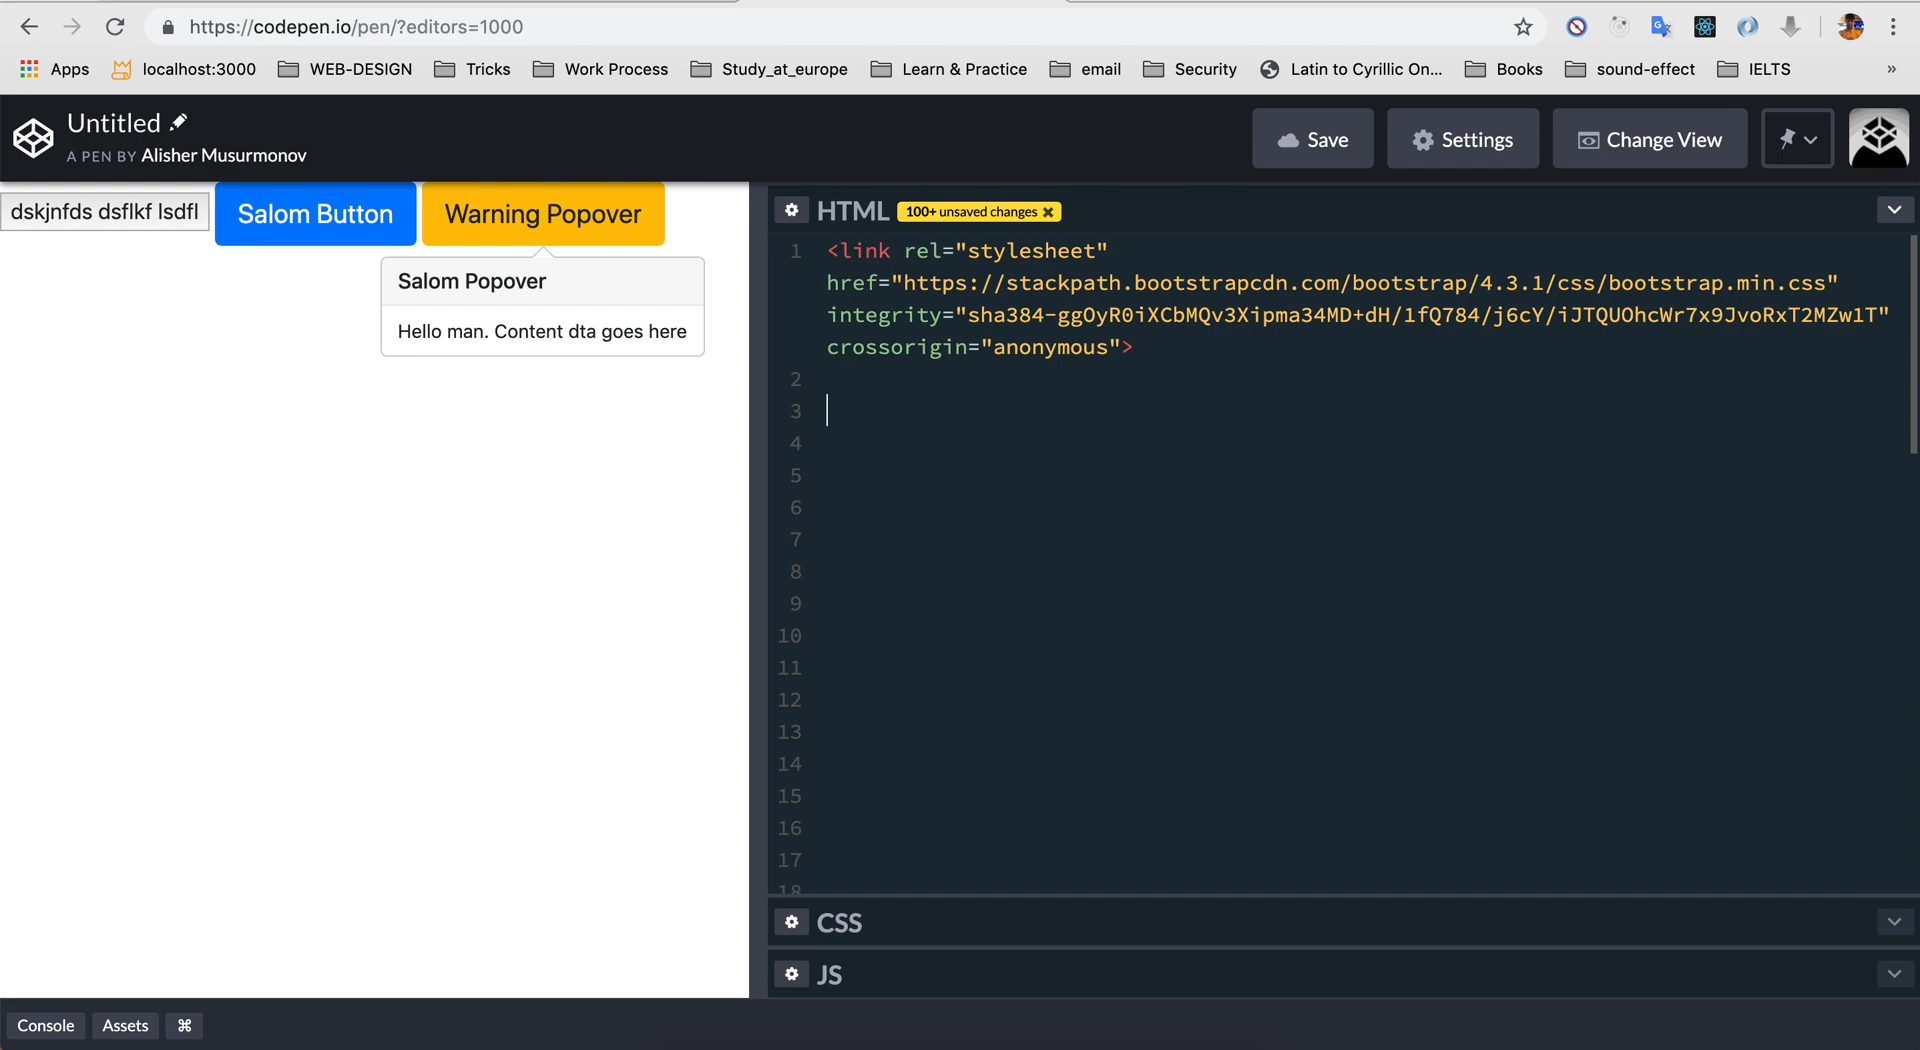 https://codepen.io/pen/?editors=1000
Apps localhost:3000 WEB-DESIGN Tricks Work Process Study_at_europe Learn & Practice email Security Latin to Cyrillic On... Books sound-effect IELTS »
Untitled
A PEN BY Alisher Musurmonov
Save Settings Change View
dskjnfds dsflkf lsdfl Salom Button Warning Popover
Salom Popover
Hello man. Content dta goes here
HTML 100+ unsaved changes ×
1 <link rel="stylesheet"
href="https://stackpath.bootstrapcdn.com/bootstrap/4.3.1/css/bootstrap.min.css"
integrity="sha384-ggOyR0iXCbMQv3Xipma34MD+dH/1fQ784/j6cY/iJTQUOhcWr7x9JvoRxT2MZw1T"
crossorigin="anonymous">
2
3
4
5
6
7
8
9
10
11
12
13
14
15
16
17
18
CSS
JS
Console Assets ⌘